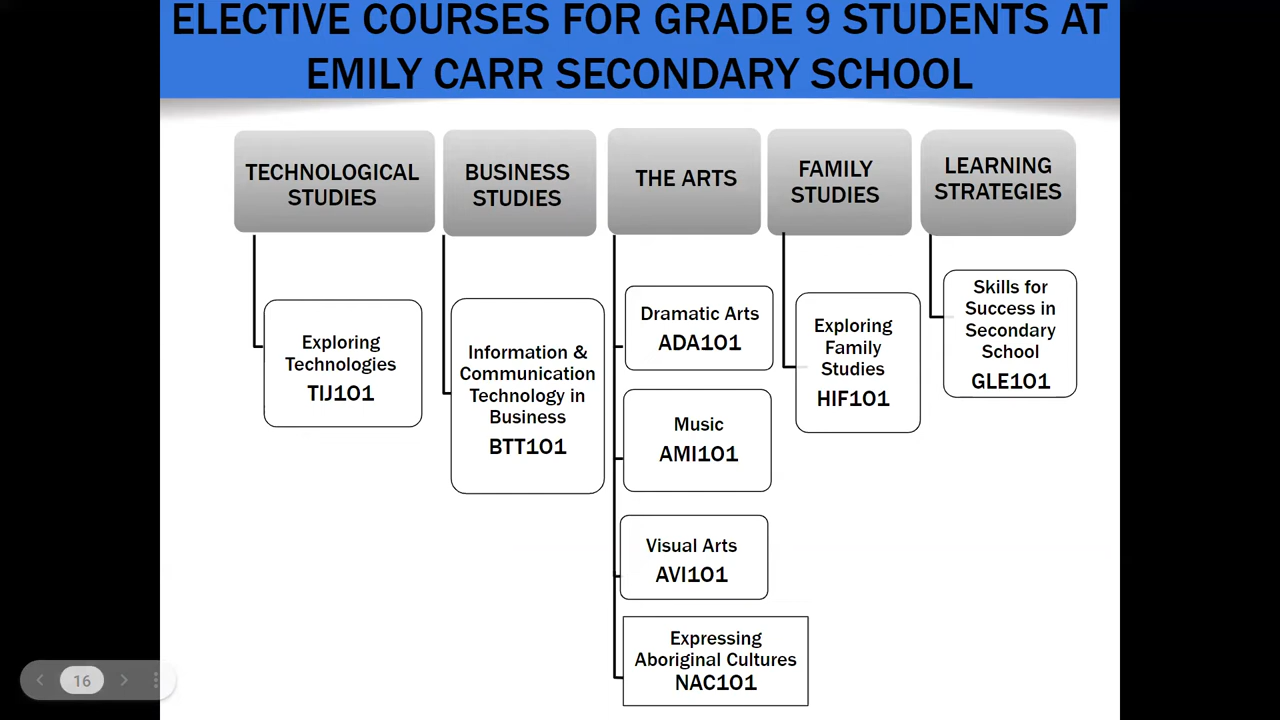 ELECTIVE COURSES FOR GRADE 9 STUDENTS AT
EMILY CARR SECONDARY SCHOOL
TECHNOLOGICAL
STUDIES
Exploring
Technologies
TIJ1O1
BUSINESS
STUDIES
Information &
Communication
Technology in
Business
BTT1O1
THE ARTS
Dramatic Arts
ADA1O1
Music
AMI1O1
Visual Arts
AVI1O1
Expressing
Aboriginal Cultures
NAC1O1
FAMILY
STUDIES
Exploring
Family
Studies
HIF1O1
LEARNING
STRATEGIES
Skills for
Success in
Secondary
School
GLE1O1
16